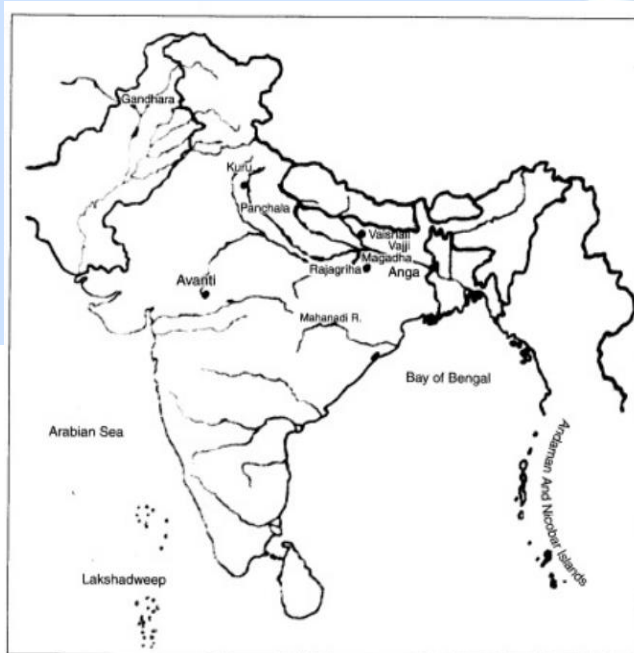 Gandhara
Kuru
Panchala
Vaishali
Vajji
Magadha
Rajagriha
Anga
Avanti
Mahanadi R.
Bay of Bengal
Arabian Sea
Andaman And Nicobar Islands
Lakshadweep